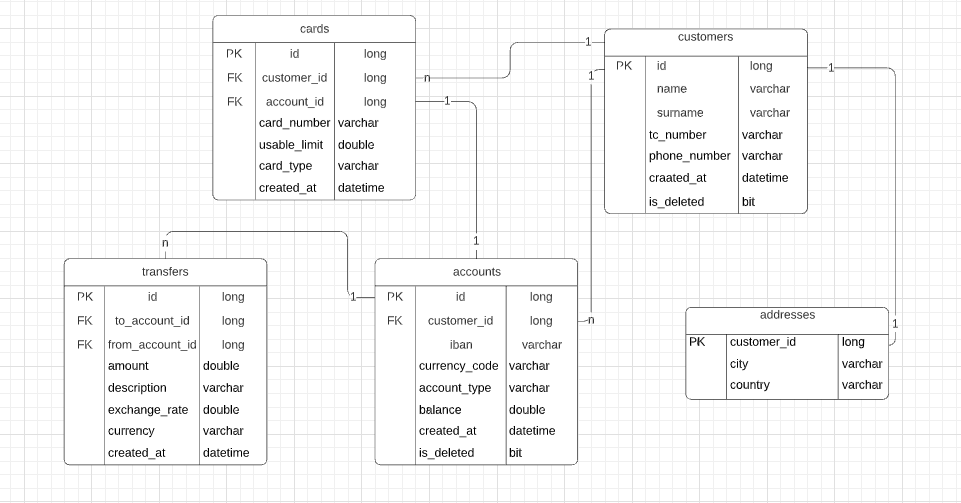 cards
PK id long
FK customer_id long
FK account_id long
card_number varchar
usable_limit double
card_type varchar
created_at datetime
n
1
1
1
customers
PK id long
name varchar
surname varchar
tc_number varchar
phone_number varchar
craated_at datetime
is_deleted bit
1
1
n
1
transfers
PK id long
FK to_account_id long
FK from_account_id long
amount double
description varchar
exchange_rate double
currency varchar
created_at datetime
1
accounts
PK id long
FK customer_id long
iban varchar
currency_code varchar
account_type varchar
balance double
created_at datetime
is_deleted bit
n
addresses
PK customer_id long
city varchar
country varchar
1